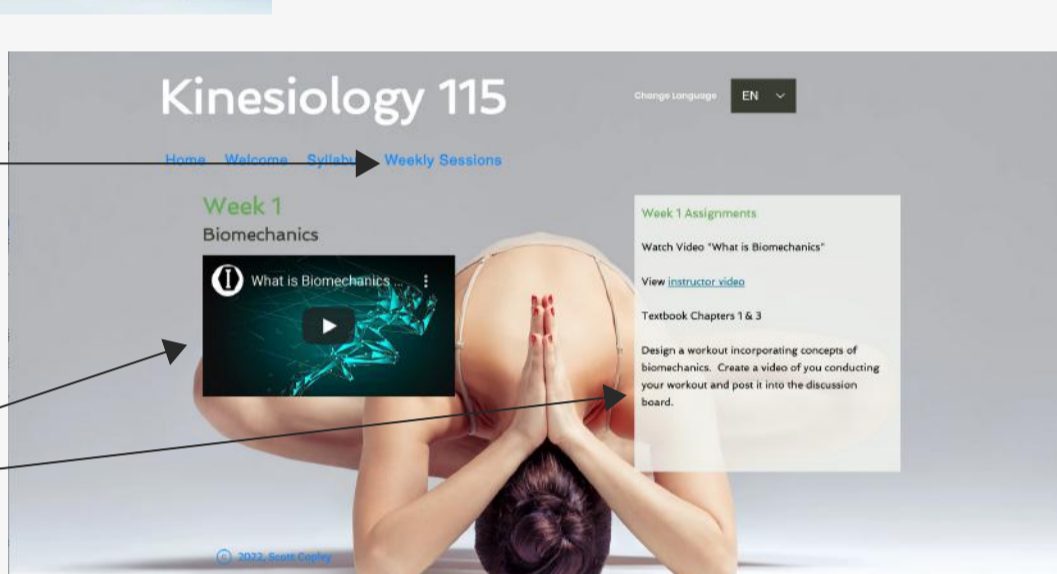 Kinesiology 115
Change Language
EN
Home Welcome Syllabus Weekly Sessions
Week 1
Biomechanics
What is Biomechanics ...
Week 1 Assignments
Watch Video "What is Biomechanics"
View instructor video
Textbook Chapters 1 & 3
Design a workout incorporating concepts of
biomechanics. Create a video of you conducting
your workout and post it into the discussion
board.
© 2022, Scott Copley